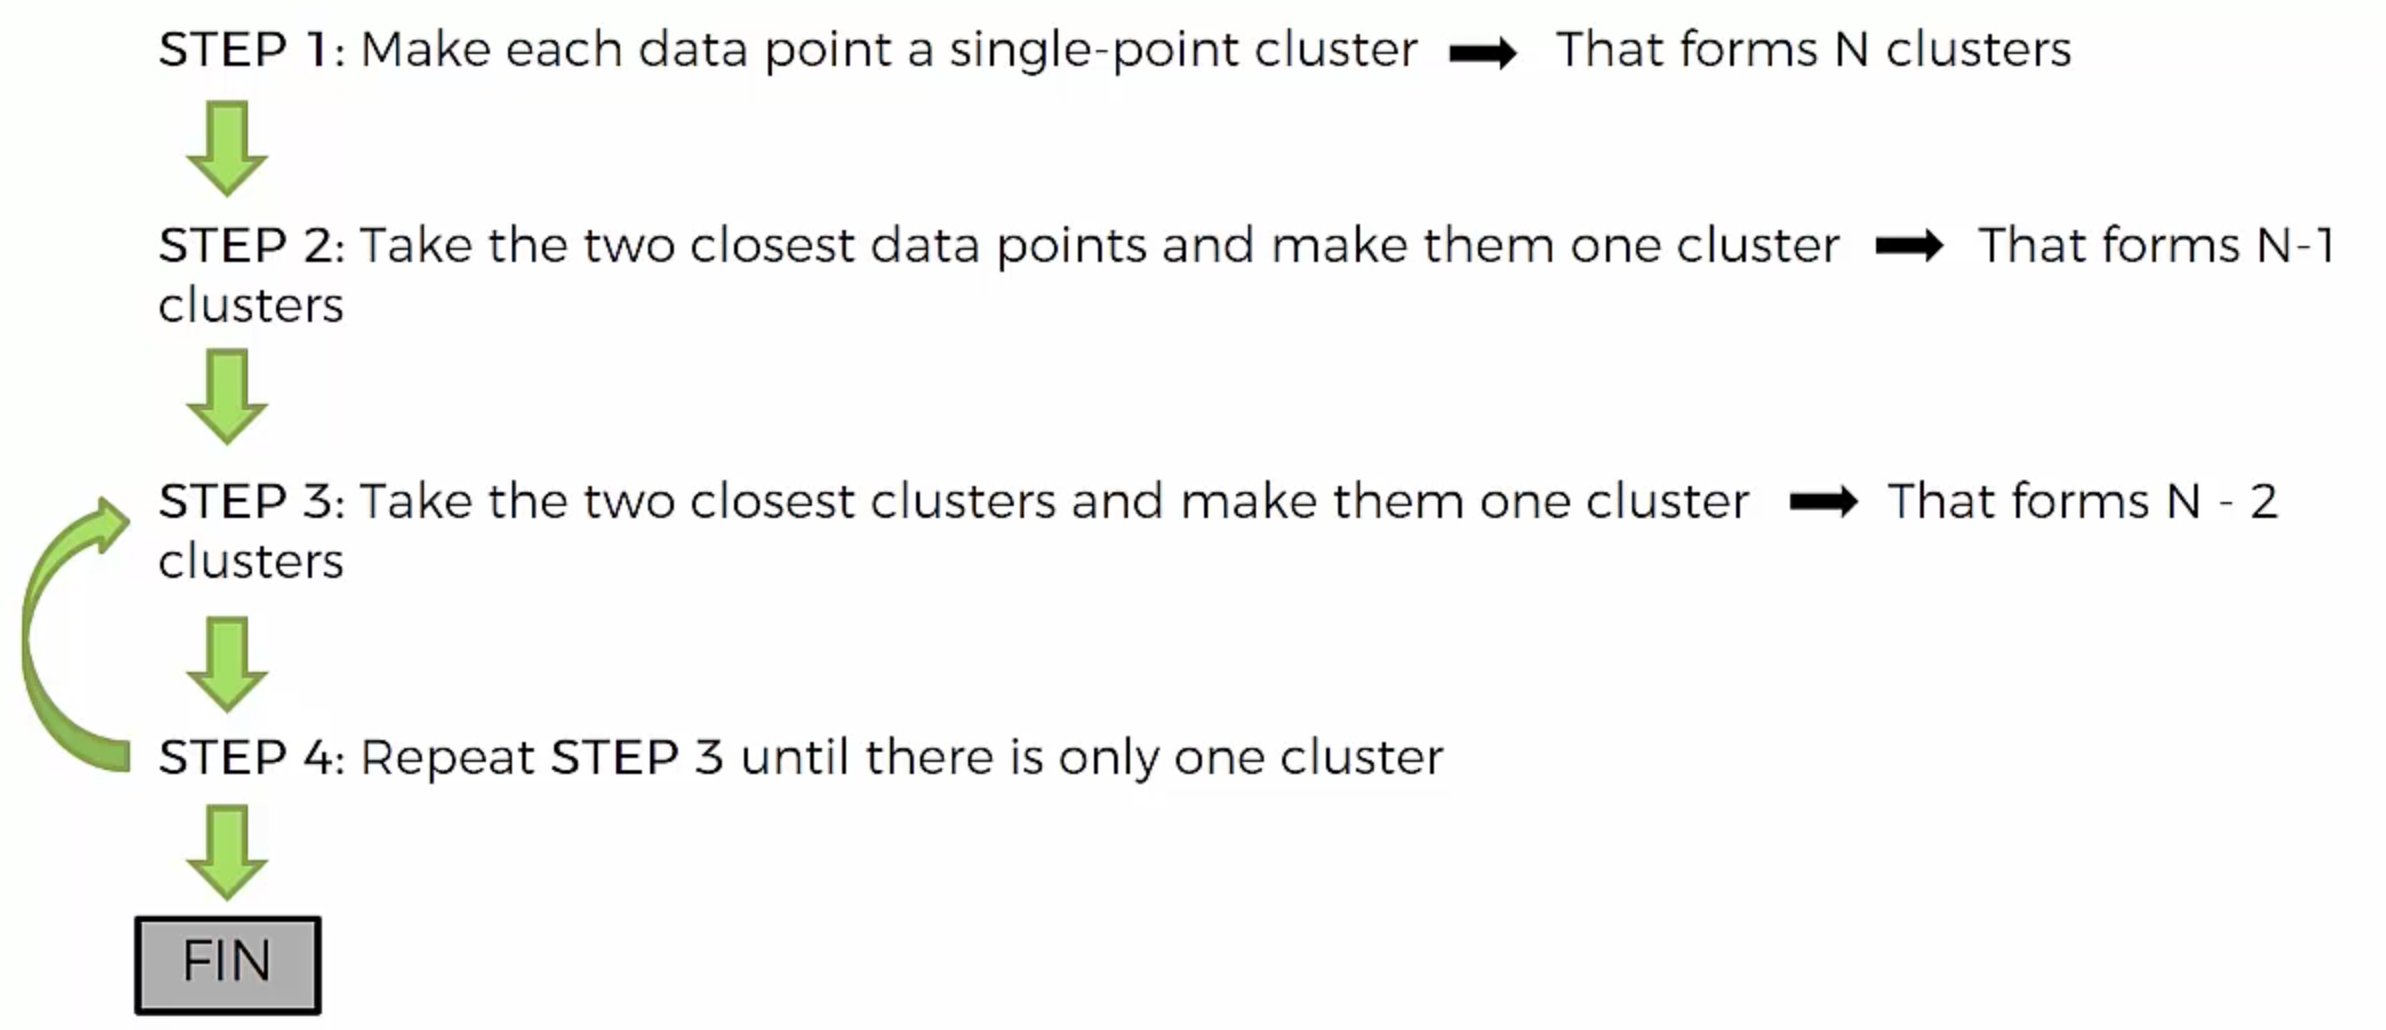 STEP 1: Make each data point a single-point cluster ➡ That forms N clusters
STEP 2: Take the two closest data points and make them one cluster ➡ That forms N-1
clusters
STEP 3: Take the two closest clusters and make them one cluster ➡ That forms N - 2
clusters
STEP 4: Repeat STEP 3 until there is only one cluster
FIN